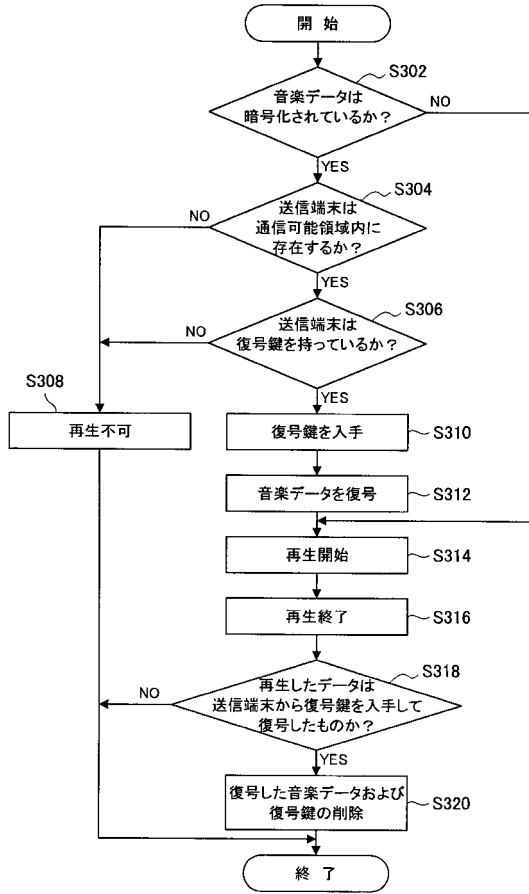 開 始
S302
音楽データは
暗号化されているか？
NO
YES
S304
送信端末は
通信可能領域内に
存在するか？
NO
YES
S306
送信端末は
復号鍵を持っているか？
NO
YES
S308
再生不可
復号鍵を入手
S310
音楽データを復号
S312
再生開始
S314
再生終了
S316
S318
再生したデータは
送信端末から復号鍵を入手して
復号したものか？
NO
YES
復号した音楽データおよび
復号鍵の削除
S320
終 了